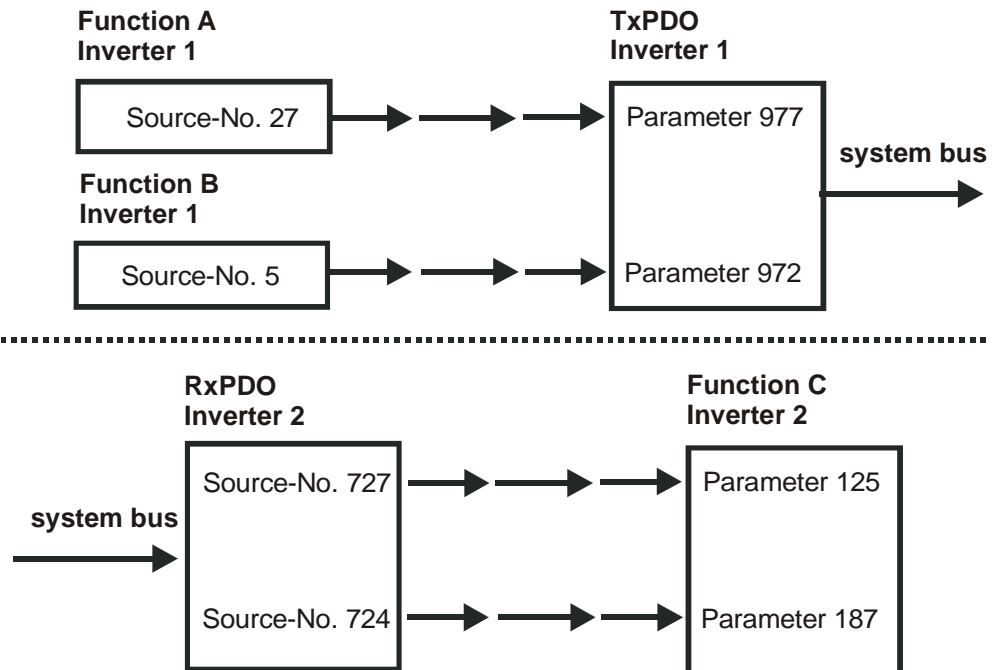 Function A
Inverter 1
TxPDO
Inverter 1
Source-No. 27
Parameter 977
system bus
Function B
Inverter 1
Source-No. 5
Parameter 972
RxPDO
Inverter 2
Function C
Inverter 2
Source-No. 727
Parameter 125
system bus
Source-No. 724
Parameter 187